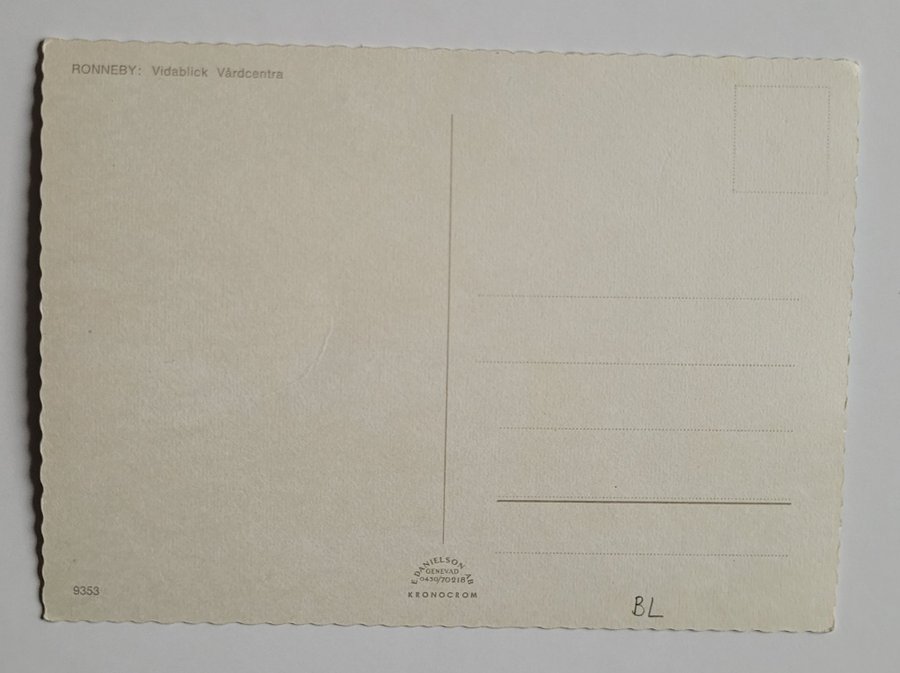 RONNEBY: Vidablick Vårdcentra
9353
E. DANIELSON AB
GENEVAD
0430/70218
KRONOCROM
BL